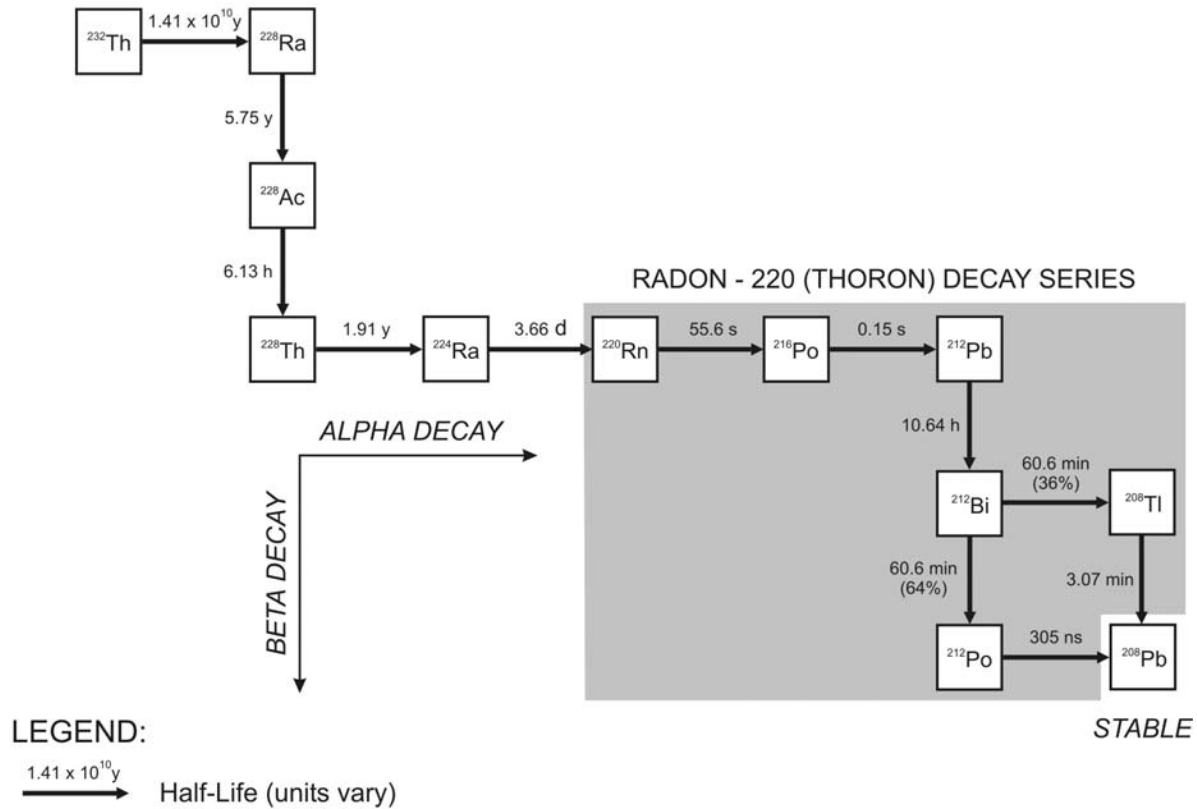 ²³²Th
1.41 x 10¹⁰y
²²⁸Ra
5.75 y
²²⁸Ac
6.13 h
RADON - 220 (THORON) DECAY SERIES
²²⁸Th
1.91 y
²²⁴Ra
3.66 d
²²⁰Rn
55.6 s
²¹⁶Po
0.15 s
²¹²Pb
10.64 h
ALPHA DECAY
BETA DECAY
²¹²Bi
60.6 min
(36%)
²⁰⁸Tl
60.6 min
(64%)
3.07 min
²¹²Po
305 ns
²⁰⁸Pb
STABLE
LEGEND:
1.41 x 10¹⁰y
Half-Life (units vary)